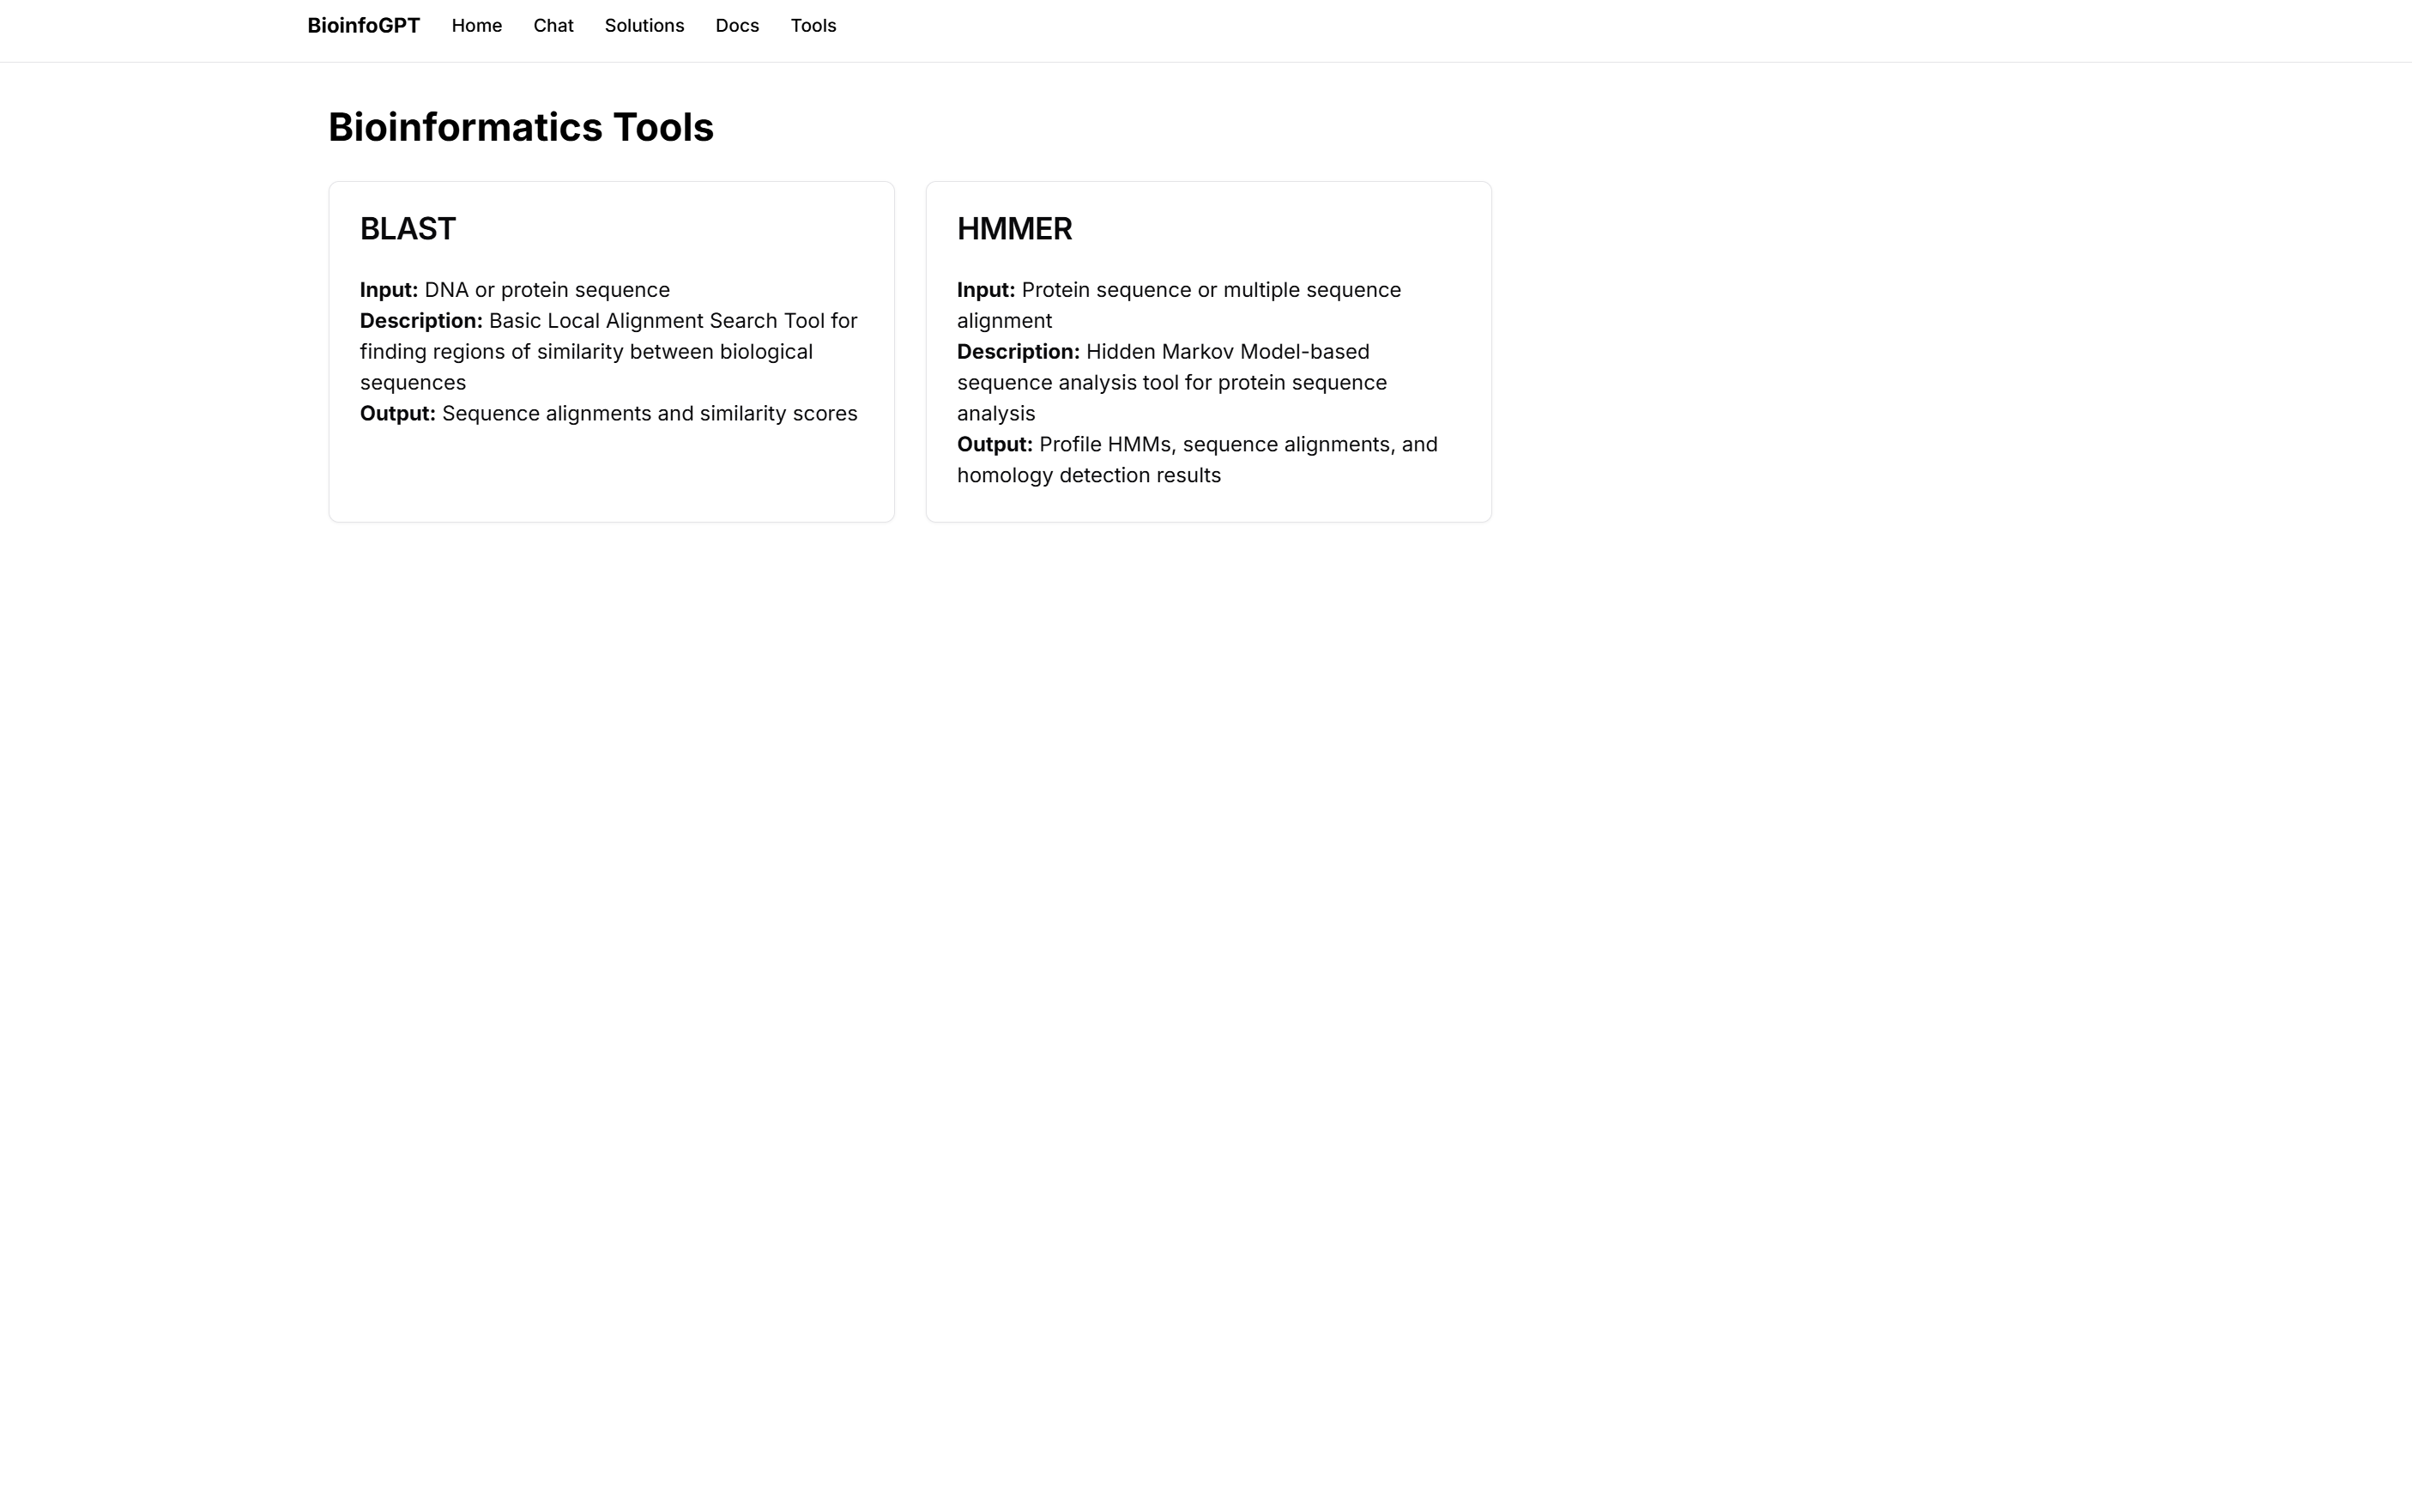 BioinfoGPT Home Chat Solutions Docs Tools
Bioinformatics Tools
BLAST
Input: DNA or protein sequence
Description: Basic Local Alignment Search Tool for
finding regions of similarity between biological
sequences
Output: Sequence alignments and similarity scores
HMMER
Input: Protein sequence or multiple sequence
alignment
Description: Hidden Markov Model-based
sequence analysis tool for protein sequence
analysis
Output: Profile HMMs, sequence alignments, and
homology detection results